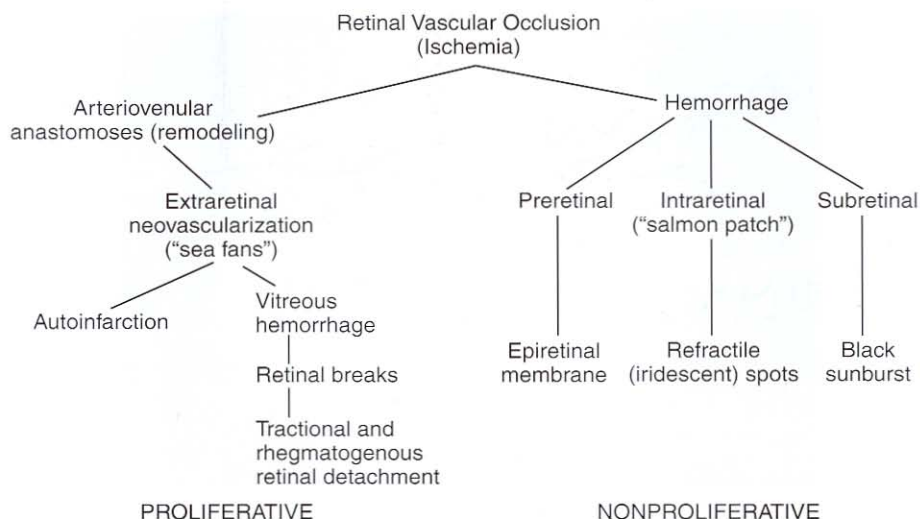 Retinal Vascular Occlusion
(Ischemia)
Arteriovenular
anastomoses (remodeling)
Hemorrhage
Extraretinal
neovascularization
("sea fans")
Preretinal
Intraretinal
("salmon patch")
Subretinal
Autoinfarction
Vitreous
hemorrhage
Epiretinal
membrane
Refractile
(iridescent) spots
Black
sunburst
Retinal breaks
Tractional and
rhegmatogenous
retinal detachment
PROLIFERATIVE
NONPROLIFERATIVE